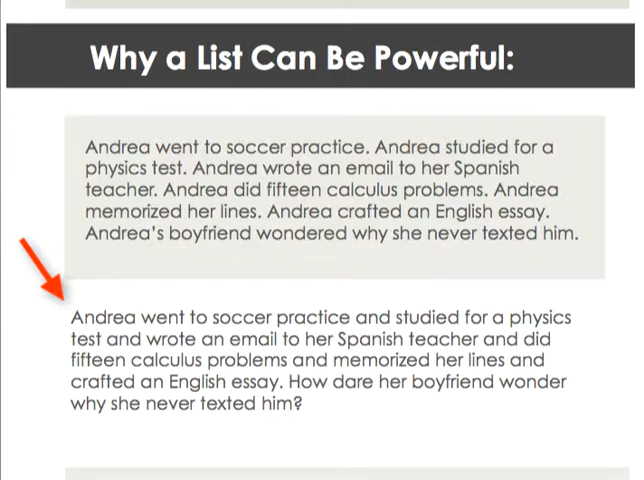 Why a List Can Be Powerful:
Andrea went to soccer practice. Andrea studied for a
physics test. Andrea wrote an email to her Spanish
teacher. Andrea did fifteen calculus problems. Andrea
memorized her lines. Andrea crafted an English essay.
Andrea's boyfriend wondered why she never texted him.
Andrea went to soccer practice and studied for a physics
test and wrote an email to her Spanish teacher and did
fifteen calculus problems and memorized her lines and
crafted an English essay. How dare her boyfriend wonder
why she never texted him?